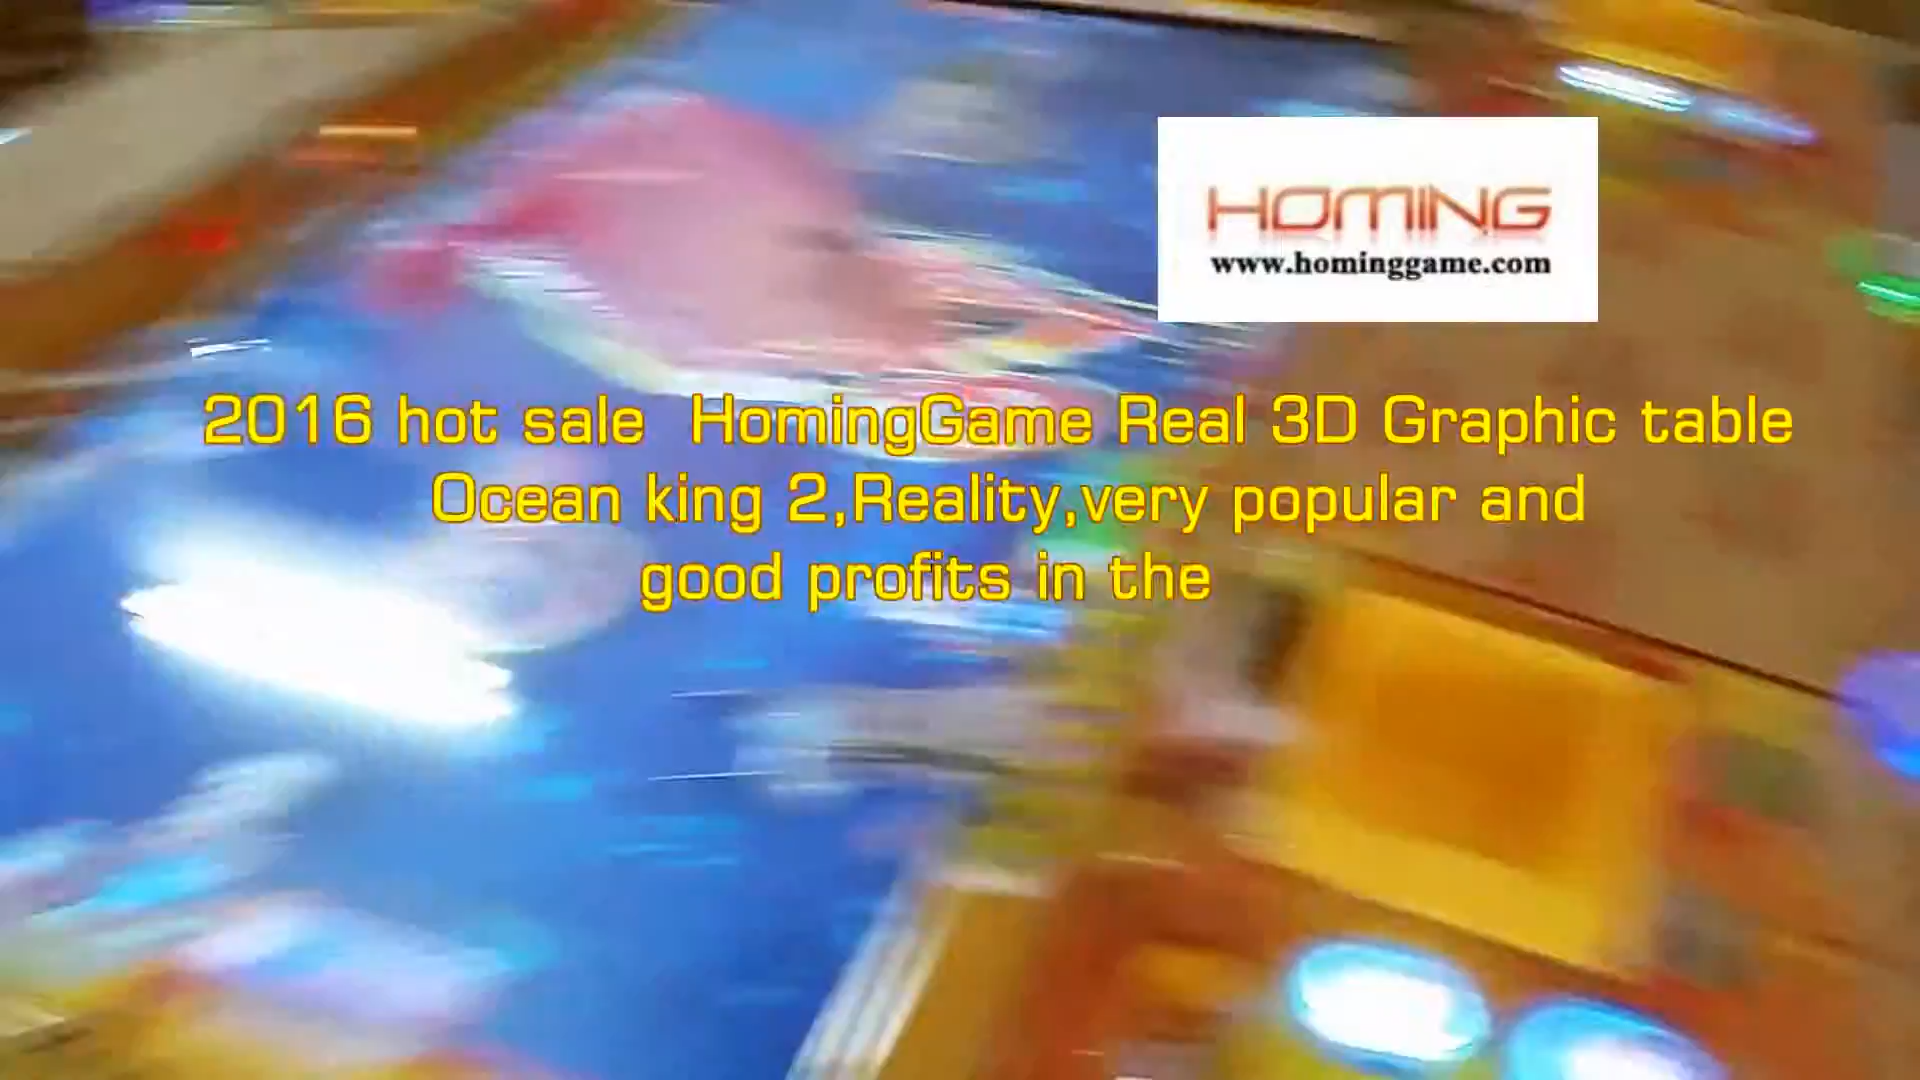 HOMING
www.hominggame.com
2016 hot sale HomingGame Real 3D Graphic table
Ocean king 2,Reality,very popular and
good profits in the